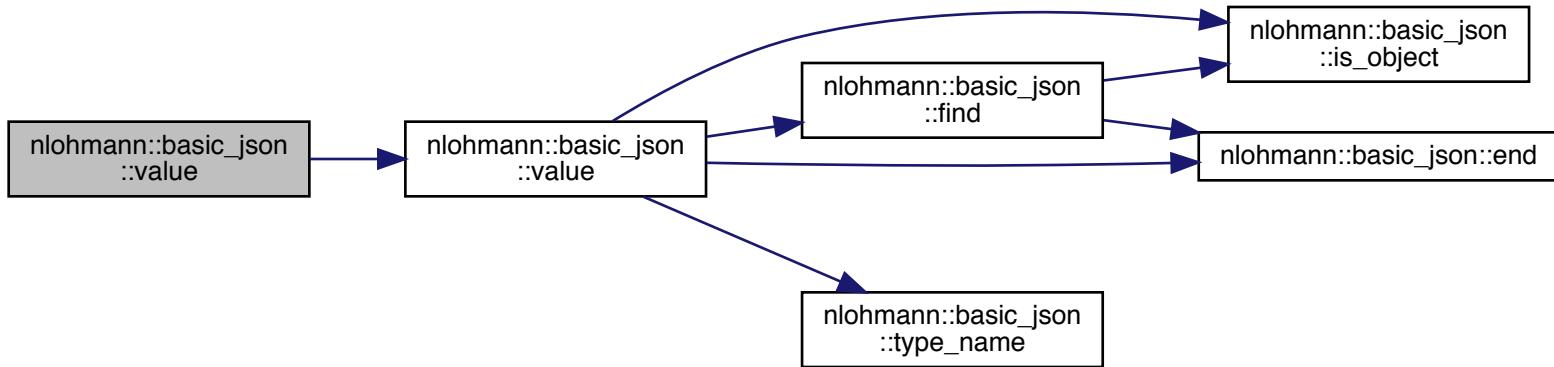 nlohmann::basic_json
::value
nlohmann::basic_json
::value
nlohmann::basic_json
::find
nlohmann::basic_json
::is_object
nlohmann::basic_json::end
nlohmann::basic_json
::type_name